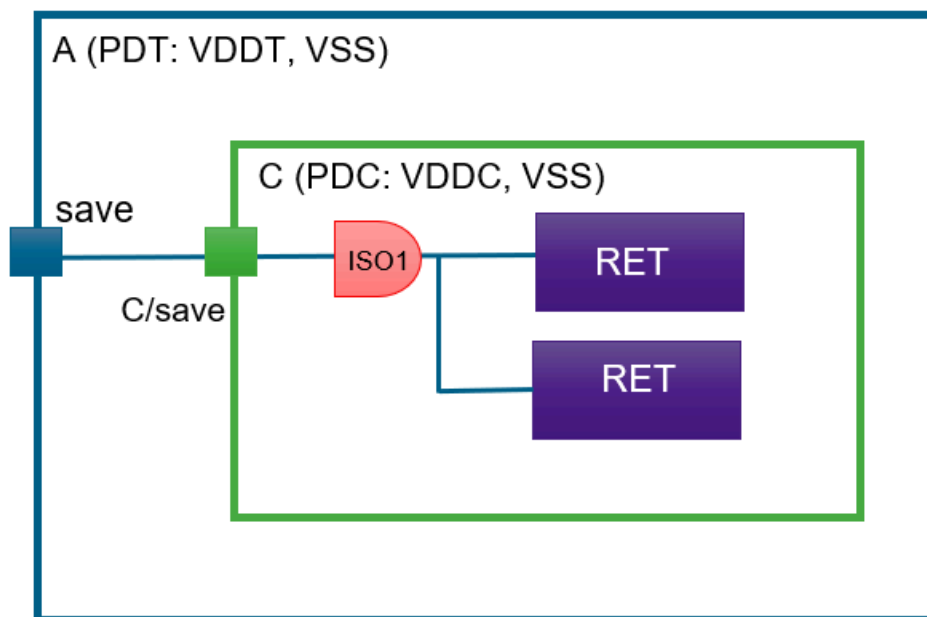 A (PDT: VDDT, VSS)
C (PDC: VDDC, VSS)
save
ISO1
RET
C/save
RET